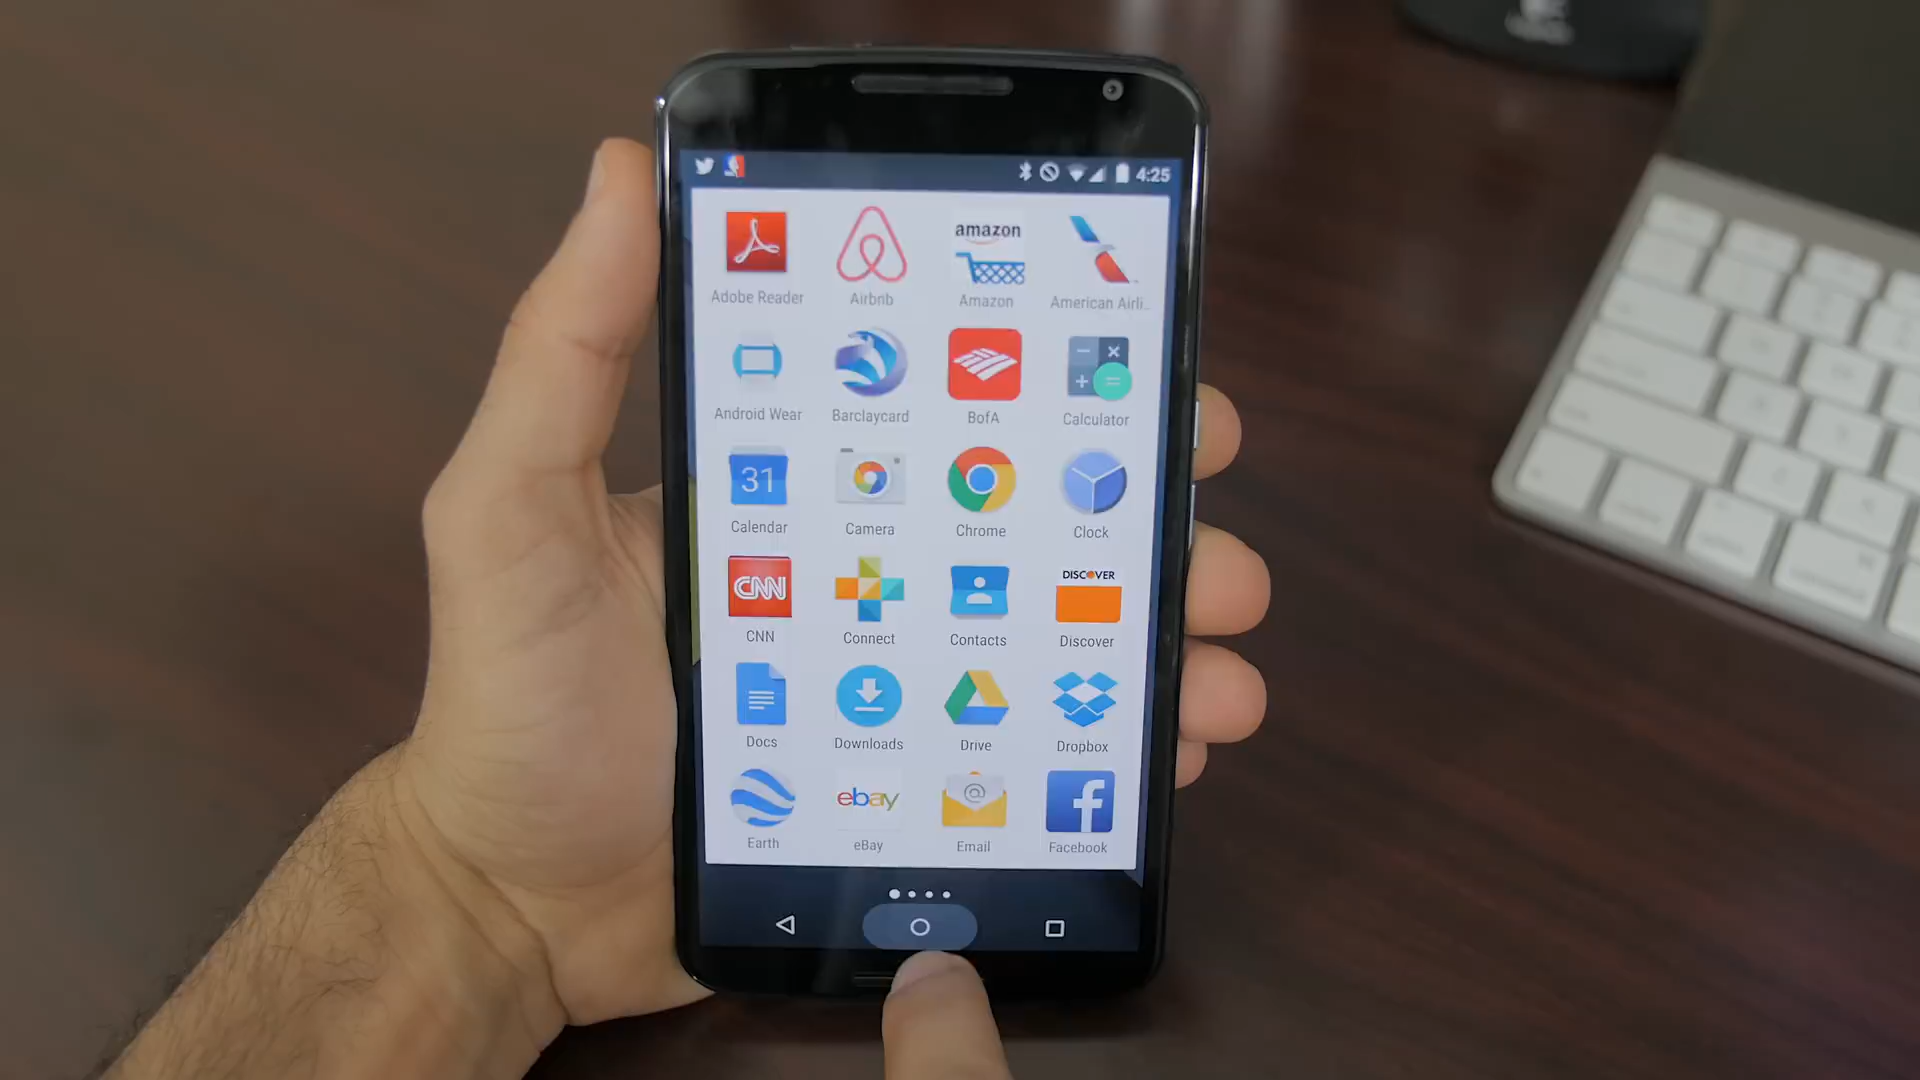 4:25
amazon
Adobe Reader Airbnb Amazon American Airli..
Android Wear Barclaycard BofA Calculator
31
Calendar Camera Chrome Clock
CNN DISCOVER
CNN Connect Contacts Discover
Docs Downloads Drive Dropbox
ebay @ f
Earth eBay Email Facebook